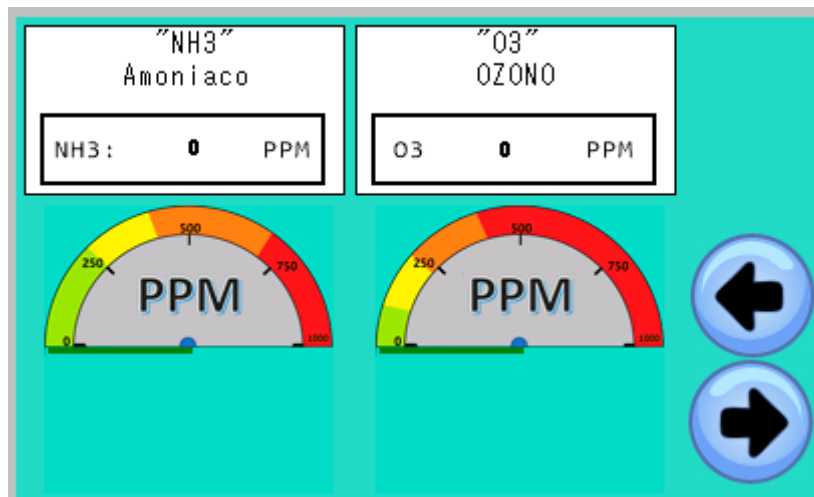 "NH3"
Amoniaco
NH3: 0 PPM
"O3"
OZONO
O3 0 PPM
500
250 750
PPM
0 1000
500
250 750
PPM
0 1000